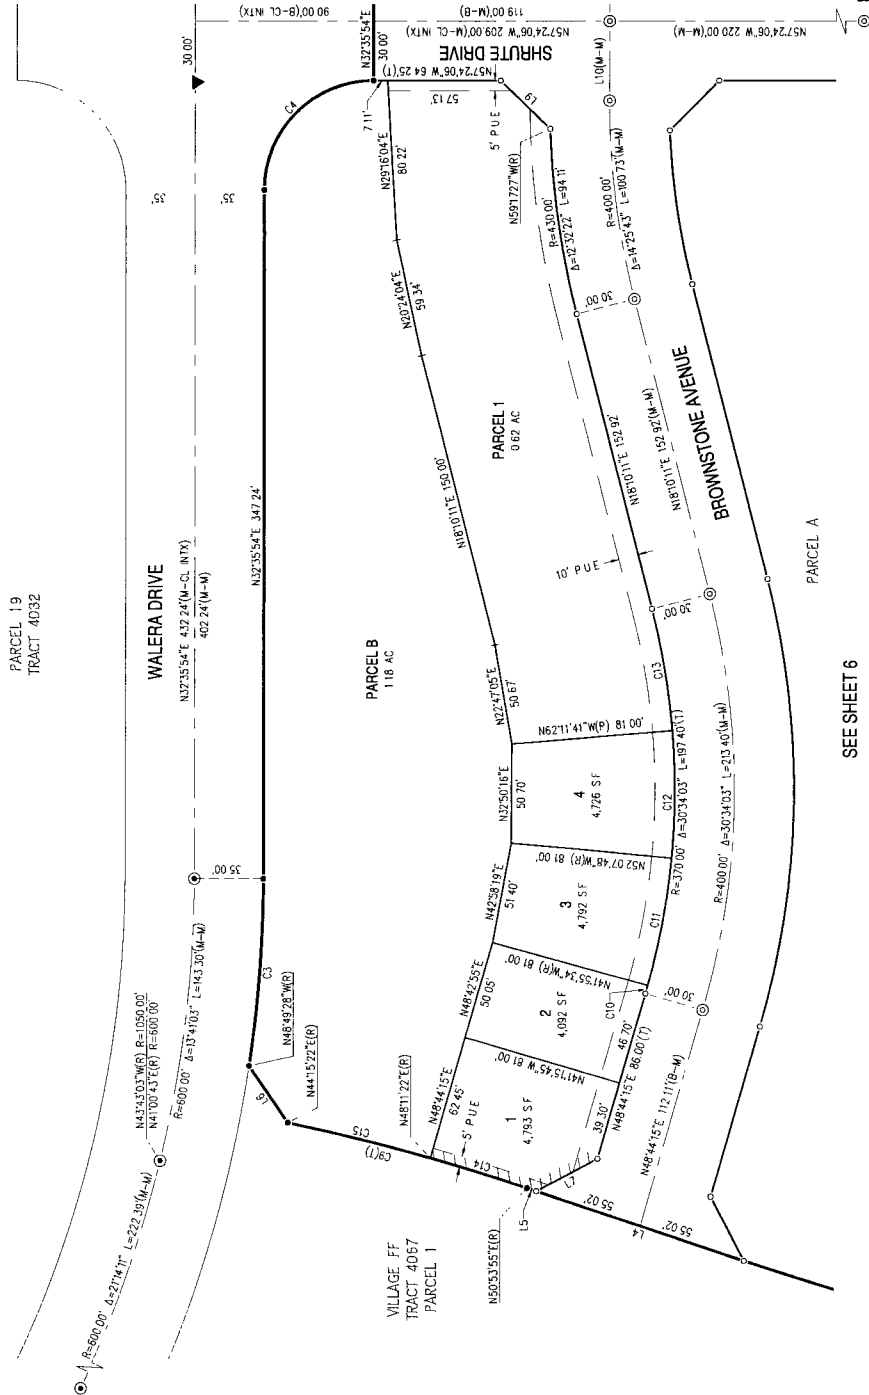 PARCEL 19
TRACT 4032
35'
35'
30 00'
90 00'(B-CL INTX)
WALERA DRIVE
N32°35'54"E 432 24'(M-CL INTX)
402 24'(M-M)
N32°35'54"E 347 24'
C4
N32°35'54"E
30 00'
7 11'
N57°24'06"W 64 25'(T)
57 13'
SHRUTE DRIVE
119 00'(M-B)
N57°24'06"W 209.00'(M-CL INTX)
N57°24'06"W 220 00'(M-M)
L10(M-M)
L9
5' PUE
N59°17'27"W(R)
R=430 00'
Δ=12°32'22" L=94 11'
R=400 00'
Δ=14°25'43" L=100 73'(M-M)
30 00'
N29°16'04"E
80 22'
N20°24'04"E
59 34'
PARCEL 1
0 62 AC
N18°10'11"E 150 00'
N18°10'11"E 152 92'
N18°10'11"E 152 92'(M-M)
BROWNSTONE AVENUE
10' PUE
30 00'
PARCEL A
SEE SHEET 6
PARCEL B
1 18 AC
N22°47'05"E
50 67'
N62°11'41"W(P) 81 00'
C13
N32°50'16"E
50 70'
4
4,726 SF
C12
N52°07'48"W(R) 81 00'
R=370 00' Δ=30°34'03" L=197 40'(T)
R=400 00' Δ=30°34'03" L=213 40'(M-M)
N42°58'19"E
51 40'
3
4,792 SF
C11
N41°55'34"W(R) 81 00'
N48°42'55"E
50 05'
2
4,092 SF
C10
30 00'
N41°15'45"W 81 00'
46 70'
N48°44'15"E 86.00'(T)
39 30'
N48°44'15"E 112 11'(B-M)
N48°44'15"E
62 45'
1
4,793 SF
5' PUE
C14
L7
L5
55 02'
L4
55 02'
N50°53'55"E(R)
VILLAGE FF
TRACT 4067
PARCEL 1
N48°11'22"E(R)
C9(T)
C15
N44°15'22"E(R)
L6
N48°49'28"W(R)
C3
35 00'
N43°43'03"W(R) R=1050 00'
N41°00'43"E(R) R=600 00'
R=600 00' Δ=13°41'03" L=143 30'(M-M)
R=600 00' Δ=21°14'11" L=222 39'(M-M)